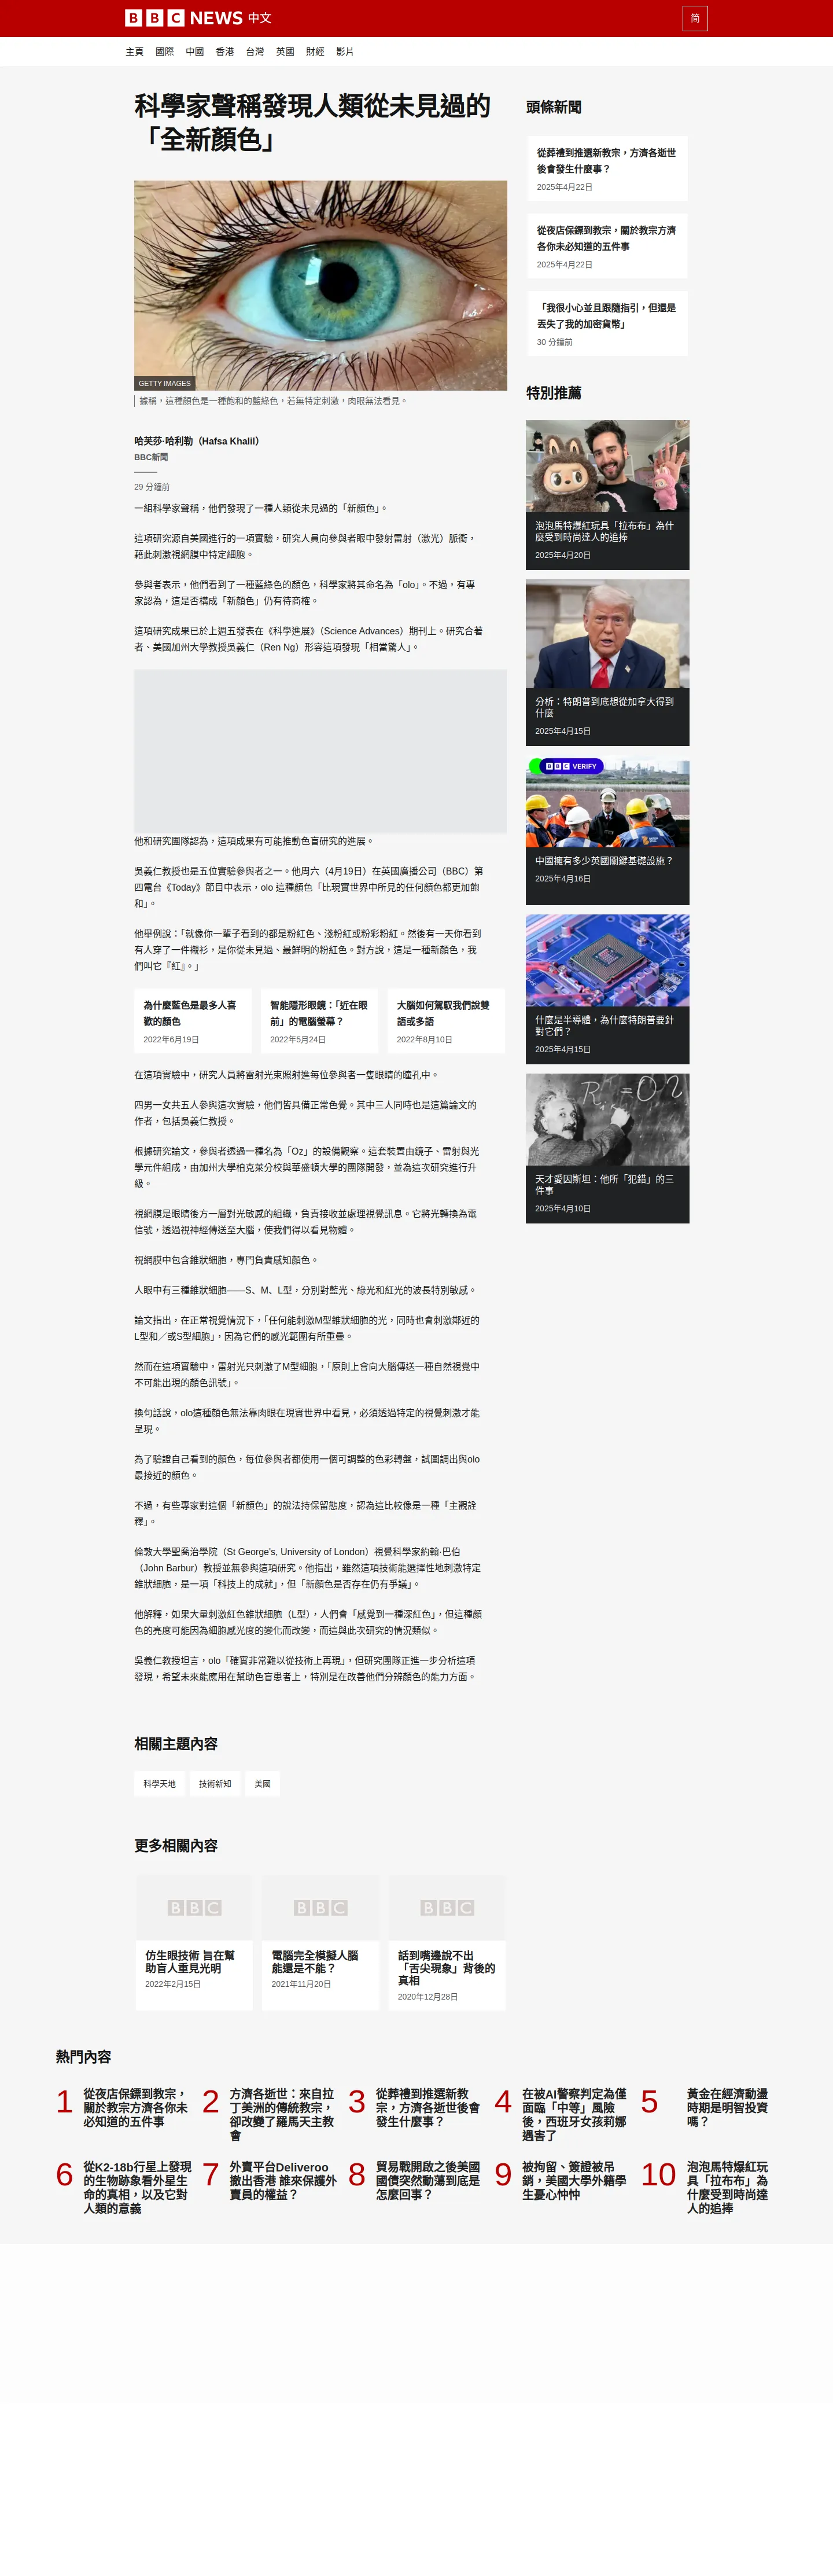 BBC NEWS 中文
简
主頁 國際 中國 香港 台灣 英國 財經 影片
科學家聲稱發現人類從未見過的
「全新顏色」
GETTY IMAGES
據稱，這種顏色是一種飽和的藍綠色，若無特定刺激，肉眼無法看見。
哈芙莎·哈利勒（Hafsa Khalil）
BBC新聞
29 分鐘前
一組科學家聲稱，他們發現了一種人類從未見過的「新顏色」。
這項研究源自美國進行的一項實驗，研究人員向參與者眼中發射雷射（激光）脈衝，
藉此刺激視網膜中特定細胞。
參與者表示，他們看到了一種藍綠色的顏色，科學家將其命名為「olo」。不過，有專
家認為，這是否構成「新顏色」仍有待商榷。
這項研究成果已於上週五發表在《科學進展》（Science Advances）期刊上。研究合著
者、美國加州大學教授吳義仁（Ren Ng）形容這項發現「相當驚人」。
他和研究團隊認為，這項成果有可能推動色盲研究的進展。
吳義仁教授也是五位實驗參與者之一。他周六（4月19日）在英國廣播公司（BBC）第
四電台《Today》節目中表示，olo 這種顏色「比現實世界中所見的任何顏色都更加飽
和」。
他舉例說：「就像你一輩子看到的都是粉紅色、淺粉紅或粉彩粉紅。然後有一天你看到
有人穿了一件襯衫，是你從未見過、最鮮明的粉紅色。對方說，這是一種新顏色，我
們叫它『紅』。」
為什麼藍色是最多人喜
歡的顏色
2022年6月19日
智能隱形眼鏡：「近在眼
前」的電腦螢幕？
2022年5月24日
大腦如何駕馭我們說雙
語或多語
2022年8月10日
在這項實驗中，研究人員將雷射光束照射進每位參與者一隻眼睛的瞳孔中。
四男一女共五人參與這次實驗，他們皆具備正常色覺。其中三人同時也是這篇論文的
作者，包括吳義仁教授。
根據研究論文，參與者透過一種名為「Oz」的設備觀察。這套裝置由鏡子、雷射與光
學元件組成，由加州大學柏克萊分校與華盛頓大學的團隊開發，並為這次研究進行升
級。
視網膜是眼睛後方一層對光敏感的組織，負責接收並處理視覺訊息。它將光轉換為電
信號，透過視神經傳送至大腦，使我們得以看見物體。
視網膜中包含錐狀細胞，專門負責感知顏色。
人眼中有三種錐狀細胞——S、M、L型，分別對藍光、綠光和紅光的波長特別敏感。
論文指出，在正常視覺情況下，「任何能刺激M型錐狀細胞的光，同時也會刺激鄰近的
L型和／或S型細胞」，因為它們的感光範圍有所重疊。
然而在這項實驗中，雷射光只刺激了M型細胞，「原則上會向大腦傳送一種自然視覺中
不可能出現的顏色訊號」。
換句話說，olo這種顏色無法靠肉眼在現實世界中看見，必須透過特定的視覺刺激才能
呈現。
為了驗證自己看到的顏色，每位參與者都使用一個可調整的色彩轉盤，試圖調出與olo
最接近的顏色。
不過，有些專家對這個「新顏色」的說法持保留態度，認為這比較像是一種「主觀詮
釋」。
倫敦大學聖喬治學院（St George's, University of London）視覺科學家約翰·巴伯
（John Barbur）教授並無參與這項研究。他指出，雖然這項技術能選擇性地刺激特定
錐狀細胞，是一項「科技上的成就」，但「新顏色是否存在仍有爭議」。
他解釋，如果大量刺激紅色錐狀細胞（L型），人們會「感覺到一種深紅色」，但這種顏
色的亮度可能因為細胞感光度的變化而改變，而這與此次研究的情況類似。
吳義仁教授坦言，olo「確實非常難以從技術上再現」，但研究團隊正進一步分析這項
發現，希望未來能應用在幫助色盲患者上，特別是在改善他們分辨顏色的能力方面。
相關主題內容
科學天地 技術新知 美國
更多相關內容
BBC BBC BBC
仿生眼技術 旨在幫
助盲人重見光明
2022年2月15日
電腦完全模擬人腦
能還是不能？
2021年11月20日
話到嘴邊說不出
「舌尖現象」背後的
真相
2020年12月28日
頭條新聞
從葬禮到推選新教宗，方濟各逝世
後會發生什麼事？
2025年4月22日
從夜店保鏢到教宗，關於教宗方濟
各你未必知道的五件事
2025年4月22日
「我很小心並且跟隨指引，但還是
丟失了我的加密貨幣」
30 分鐘前
特別推薦
泡泡馬特爆紅玩具「拉布布」為什
麼受到時尚達人的追捧
2025年4月20日
分析：特朗普到底想從加拿大得到
什麼
2025年4月15日
BBC VERIFY
中國擁有多少英國關鍵基礎設施？
2025年4月16日
什麼是半導體，為什麼特朗普要針
對它們？
2025年4月15日
天才愛因斯坦：他所「犯錯」的三
件事
2025年4月10日
熱門內容
1
從夜店保鏢到教宗，
關於教宗方濟各你未
必知道的五件事
2
方濟各逝世：來自拉
丁美洲的傳統教宗，
卻改變了羅馬天主教
會
3
從葬禮到推選新教
宗，方濟各逝世後會
發生什麼事？
4
在被AI警察判定為僅
面臨「中等」風險
後，西班牙女孩莉娜
遇害了
5
黃金在經濟動盪
時期是明智投資
嗎？
6
從K2-18b行星上發現
的生物跡象看外星生
命的真相，以及它對
人類的意義
7
外賣平台Deliveroo
撤出香港 誰來保護外
賣員的權益？
8
貿易戰開啟之後美國
國債突然動蕩到底是
怎麼回事？
9
被拘留、簽證被吊
銷，美國大學外籍學
生憂心忡忡
10
泡泡馬特爆紅玩
具「拉布布」為
什麼受到時尚達
人的追捧